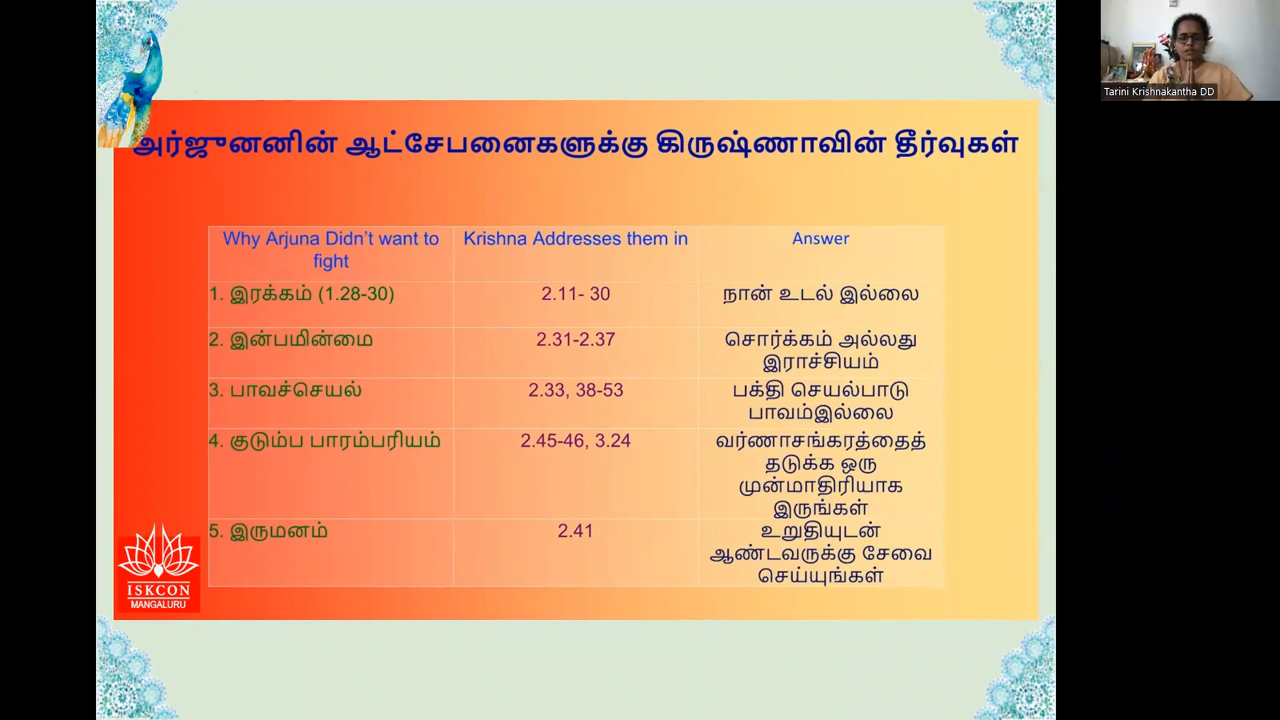 Tarini Krishnakantha DD
அர்ஜுனனின் ஆட்சேபனைகளுக்கு கிருஷ்ணாவின் தீர்வுகள்
Why Arjuna Didn't want to
fight
Krishna Addresses them in
Answer
1. இரக்கம் (1.28-30)
2.11- 30
நான் உடல் இல்லை
2. இன்பமின்மை
2.31-2.37
சொர்க்கம் அல்லது
இராச்சியம்
3. பாவச்செயல்
2.33, 38-53
பக்தி செயல்பாடு
பாவம்இல்லை
4. குடும்ப பாரம்பரியம்
2.45-46, 3.24
வர்ணாசங்கரத்தைத்
தடுக்க ஒரு
முன்மாதிரியாக
இருங்கள்
5. இருமனம்
2.41
உறுதியுடன்
ஆண்டவருக்கு சேவை
செய்யுங்கள்
ISKCON
MANGALURU